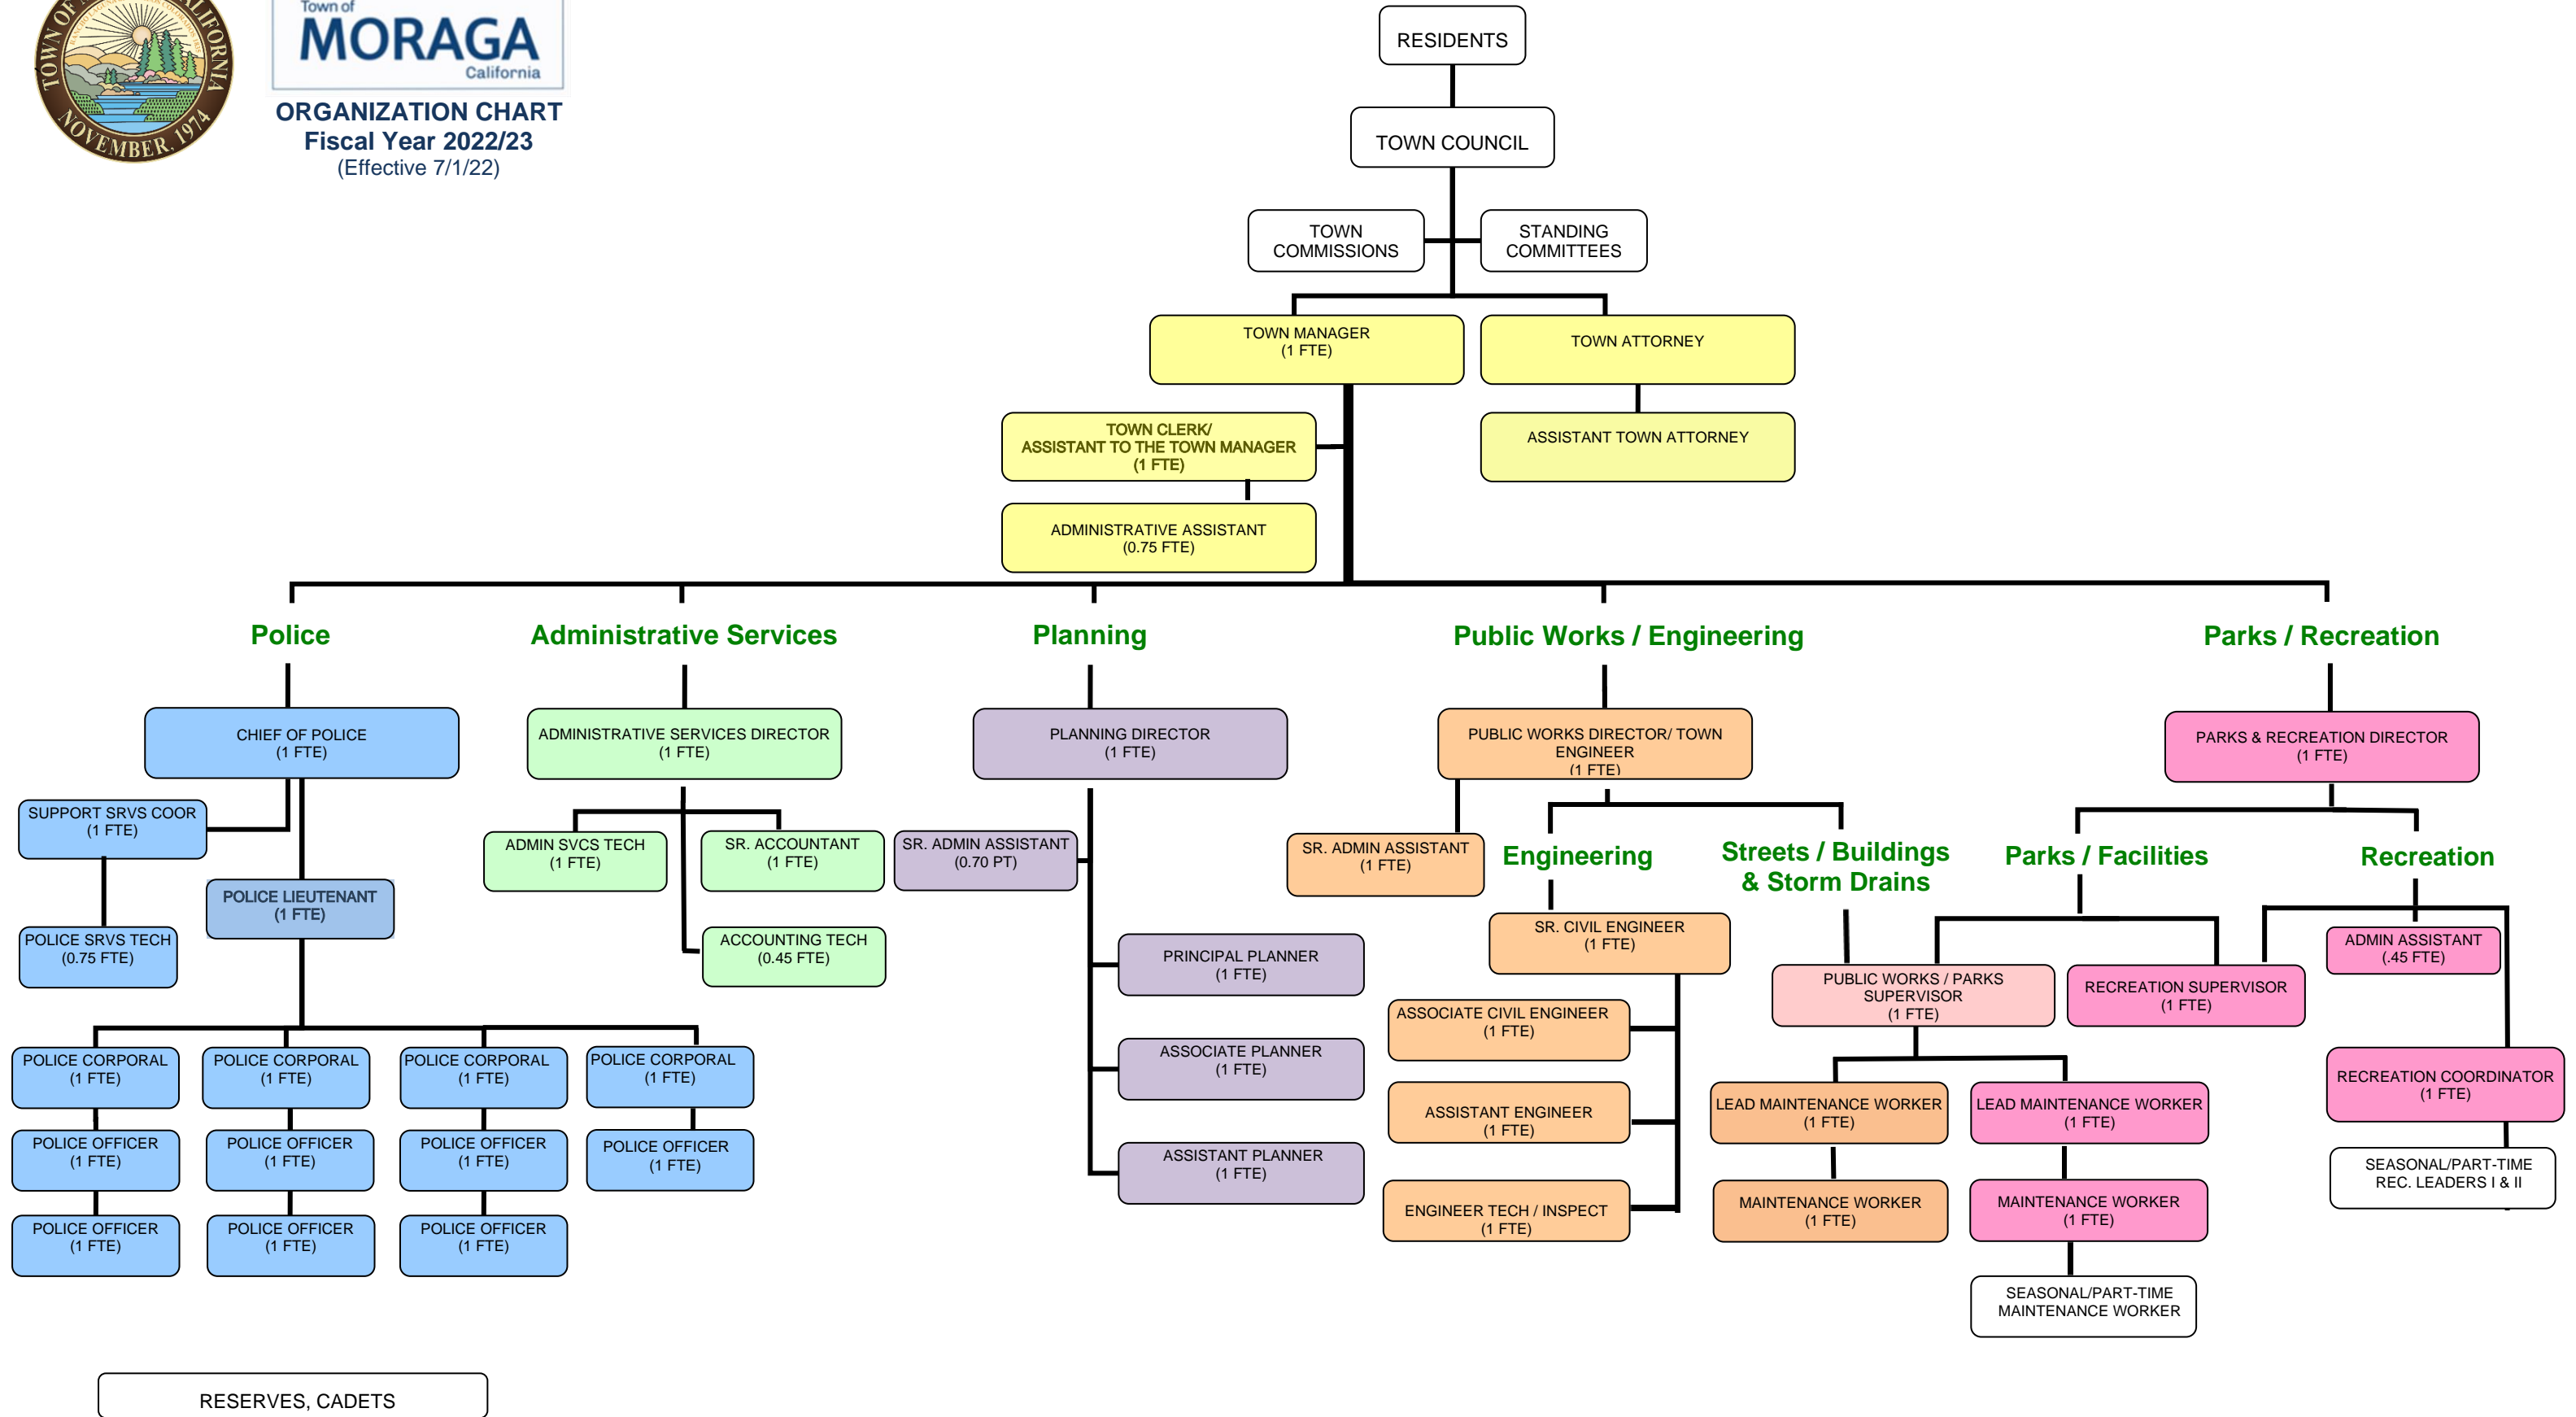 TOWN OF
CALIFORNIA
NOVEMBER, 1974
Town of
MORAGA
California
ORGANIZATION CHART
Fiscal Year 2022/23
(Effective 7/1/22)
RESIDENTS
TOWN COUNCIL
TOWN
COMMISSIONS
STANDING
COMMITTEES
TOWN MANAGER
(1 FTE)
TOWN ATTORNEY
TOWN CLERK/
ASSISTANT TO THE TOWN MANAGER
(1 FTE)
ASSISTANT TOWN ATTORNEY
ADMINISTRATIVE ASSISTANT
(0.75 FTE)
Police
Administrative Services
Planning
Public Works / Engineering
Parks / Recreation
CHIEF OF POLICE
(1 FTE)
ADMINISTRATIVE SERVICES DIRECTOR
(1 FTE)
PLANNING DIRECTOR
(1 FTE)
PUBLIC WORKS DIRECTOR/ TOWN
ENGINEER
(1 FTE)
PARKS & RECREATION DIRECTOR
(1 FTE)
SUPPORT SRVS COOR
(1 FTE)
POLICE LIEUTENANT
(1 FTE)
POLICE SRVS TECH
(0.75 FTE)
ADMIN SVCS TECH
(1 FTE)
SR. ACCOUNTANT
(1 FTE)
ACCOUNTING TECH
(0.45 FTE)
SR. ADMIN ASSISTANT
(0.70 PT)
PRINCIPAL PLANNER
(1 FTE)
ASSOCIATE PLANNER
(1 FTE)
ASSISTANT PLANNER
(1 FTE)
SR. ADMIN ASSISTANT
(1 FTE)
Engineering
Streets / Buildings
& Storm Drains
Parks / Facilities
Recreation
SR. CIVIL ENGINEER
(1 FTE)
ASSOCIATE CIVIL ENGINEER
(1 FTE)
ASSISTANT ENGINEER
(1 FTE)
ENGINEER TECH / INSPECT
(1 FTE)
PUBLIC WORKS / PARKS
SUPERVISOR
(1 FTE)
RECREATION SUPERVISOR
(1 FTE)
ADMIN ASSISTANT
(.45 FTE)
RECREATION COORDINATOR
(1 FTE)
SEASONAL/PART-TIME
REC. LEADERS I & II
LEAD MAINTENANCE WORKER
(1 FTE)
LEAD MAINTENANCE WORKER
(1 FTE)
MAINTENANCE WORKER
(1 FTE)
MAINTENANCE WORKER
(1 FTE)
SEASONAL/PART-TIME
MAINTENANCE WORKER
POLICE CORPORAL
(1 FTE)
POLICE CORPORAL
(1 FTE)
POLICE CORPORAL
(1 FTE)
POLICE CORPORAL
(1 FTE)
POLICE OFFICER
(1 FTE)
POLICE OFFICER
(1 FTE)
POLICE OFFICER
(1 FTE)
POLICE OFFICER
(1 FTE)
POLICE OFFICER
(1 FTE)
POLICE OFFICER
(1 FTE)
POLICE OFFICER
(1 FTE)
RESERVES, CADETS